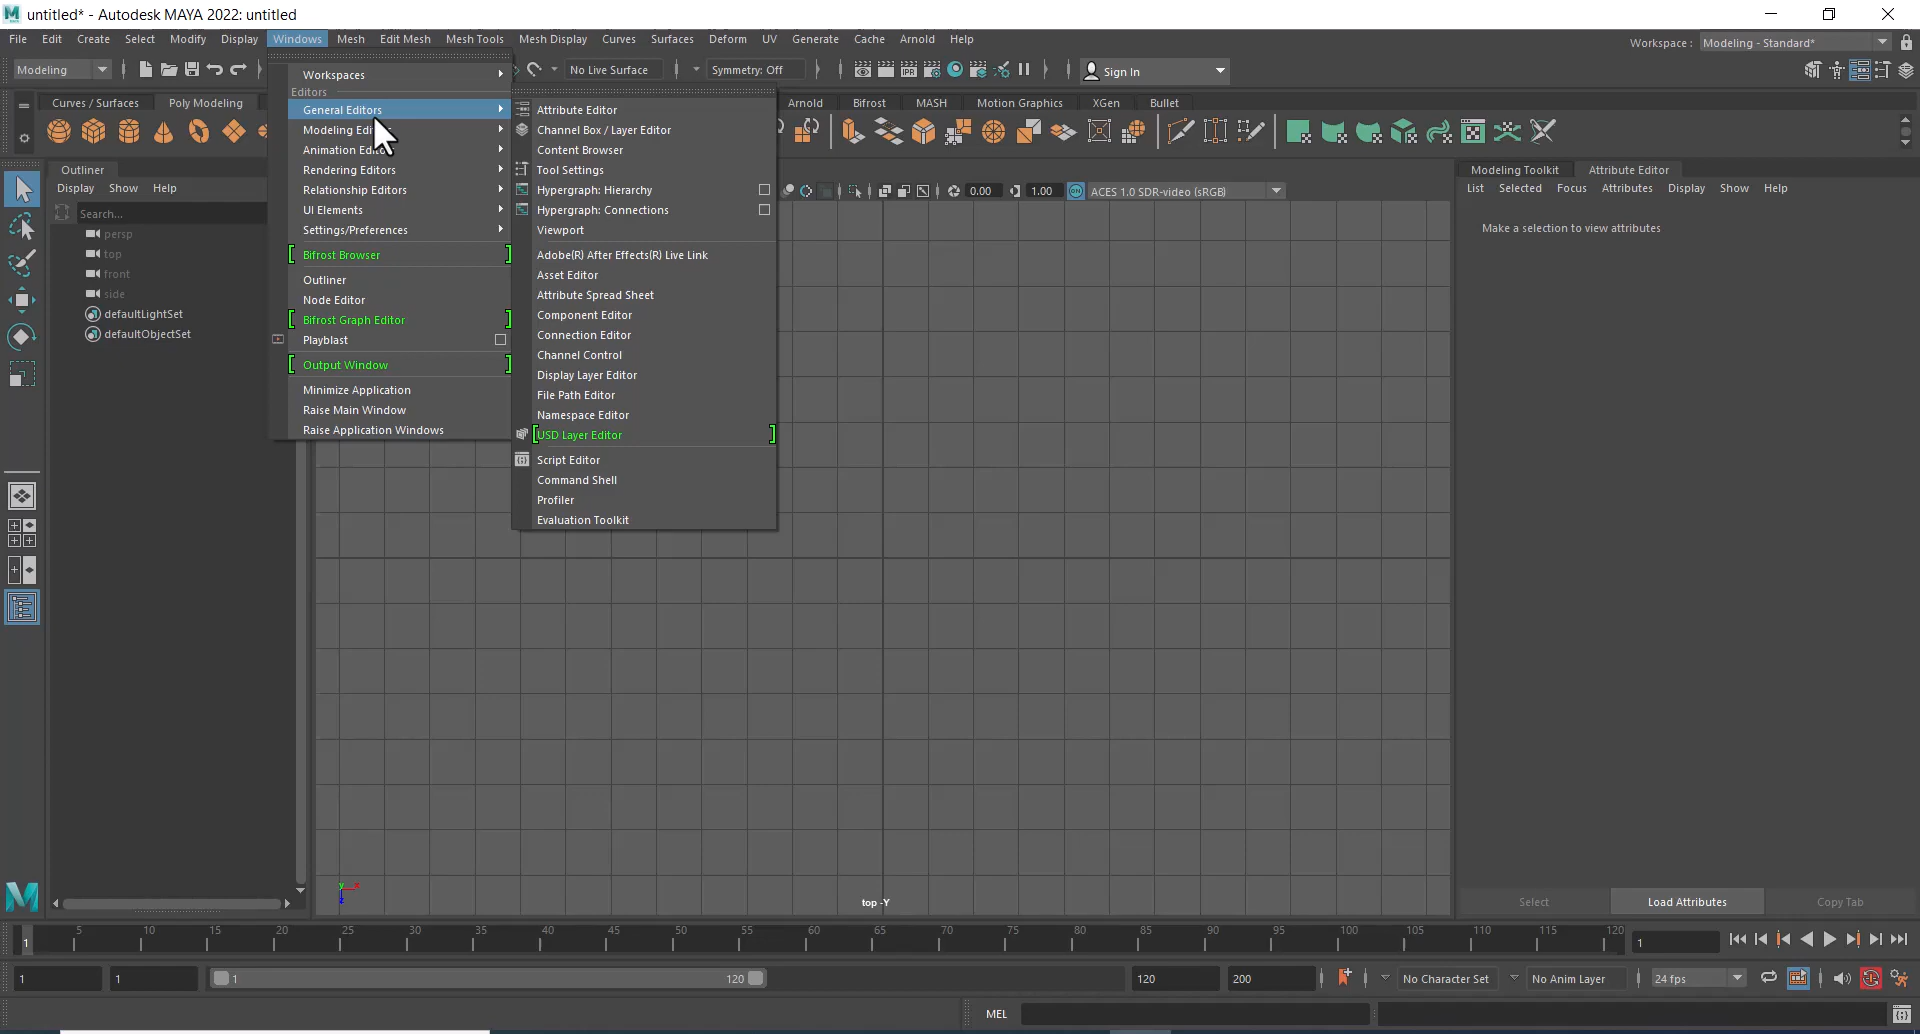 untitled* - Autodesk MAYA 2022: untitled
File Edit Create Select Modify Display Windows Mesh Edit Mesh Mesh Tools Mesh Display Curves Surfaces Deform UV Generate Cache Arnold Help
Workspace : Modeling - Standard*
Modeling
No Live Surface
Symmetry: Off
IPR
Sign In
Curves / Surfaces
Poly Modeling
Arnold
Bifrost
MASH
Motion Graphics
XGen
Bullet
Workspaces
Editors
General Editors
Modeling
Animation
Rendering Editors
Relationship Editors
UI Elements
Settings/Preferences
Bifrost Browser
Outliner
Node Editor
Bifrost Graph Editor
Playblast
Output Window
Minimize Application
Raise Main Window
Raise Application Windows
Attribute Editor
Channel Box / Layer Editor
Content Browser
Tool Settings
Hypergraph: Hierarchy
Hypergraph: Connections
Viewport
Adobe(R) After Effects(R) Live Link
Asset Editor
Attribute Spread Sheet
Component Editor
Connection Editor
Channel Control
Display Layer Editor
File Path Editor
Namespace Editor
USD Layer Editor
Script Editor
Command Shell
Profiler
Evaluation Toolkit
Outliner
Display Show Help
Search...
persp
top
front
side
defaultLightSet
defaultObjectSet
0.00
1.00
ON
ACES 1.0 SDR-video (sRGB)
Modeling Toolkit
Attribute Editor
List Selected Focus Attributes Display Show Help
Make a selection to view attributes
y x
z
top -Y
Select
Load Attributes
Copy Tab
1 5 10 15 20 25 30 35 40 45 50 55 60 65 70 75 80 85 90 95 100 105 110 115 120
1
1
1
1
120
120
200
No Character Set
No Anim Layer
24 fps
MEL